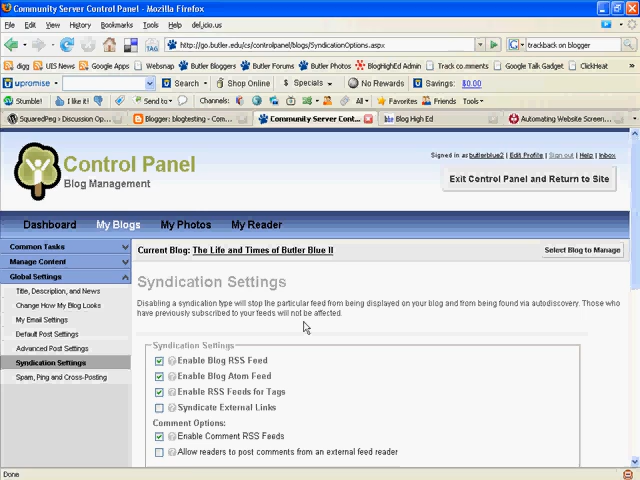 Community Server Control Panel - Mozilla Firefox
File Edit View History Bookmarks Tools del.icio.us
TAG http://go.butler.edu/cs/controlpanel/blogs/SyndicationOptions.aspx trackback on blogger
digg UIS News Google Apps Wikipedia Butler Bloggers Butler Forums Butler Photos BlogHighEd Admin Track co.mments Google Talk Gadget ClickHeat
upromise Search Shop Online Specials No Rewards Savings: $0.00
Stumble! I like it! Send to Channels: All Favorites Friends Tools
SquaredPeg » Discussion Op... Blogger: blogtesting - Com... Community Server Cont... Blog High Ed Automating Website Screen...
Control Panel
Blog Management
Signed in as butlerblue2 | Edit Profile | Sign out | Help | Inbox
Exit Control Panel and Return to Site
Dashboard My Blogs My Photos My Reader
Common Tasks
Manage Content
Global Settings
Title, Description, and News
Change How My Blog Looks
My Email Settings
Default Post Settings
Advanced Post Settings
Syndication Settings
Spam, Ping and Cross-Posting
Current Blog: The Life and Times of Butler Blue II
Select Blog to Manage
Syndication Settings
Disabling a syndication type will stop the particular feed from being displayed on your blog and from being found via autodiscovery. Those who
have previously subscribed to your feeds will not be affected.
Syndication Settings
Enable Blog RSS Feed
Enable Blog Atom Feed
Enable RSS Feeds for Tags
Syndicate External Links
Comment Options:
Enable Comment RSS Feeds
Allow readers to post comments from an external feed reader
Done